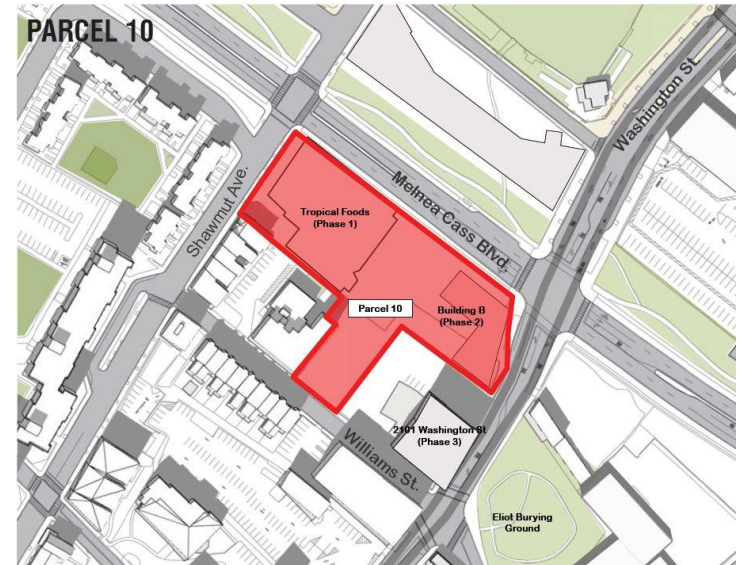 PARCEL 10
Washington St.
Melnea Cass Blvd.
Shawmut Ave.
Tropical Foods
(Phase 1)
Parcel 10
Building B
(Phase 2)
2101 Washington St
(Phase 3)
Williams St.
Eliot Burying
Ground